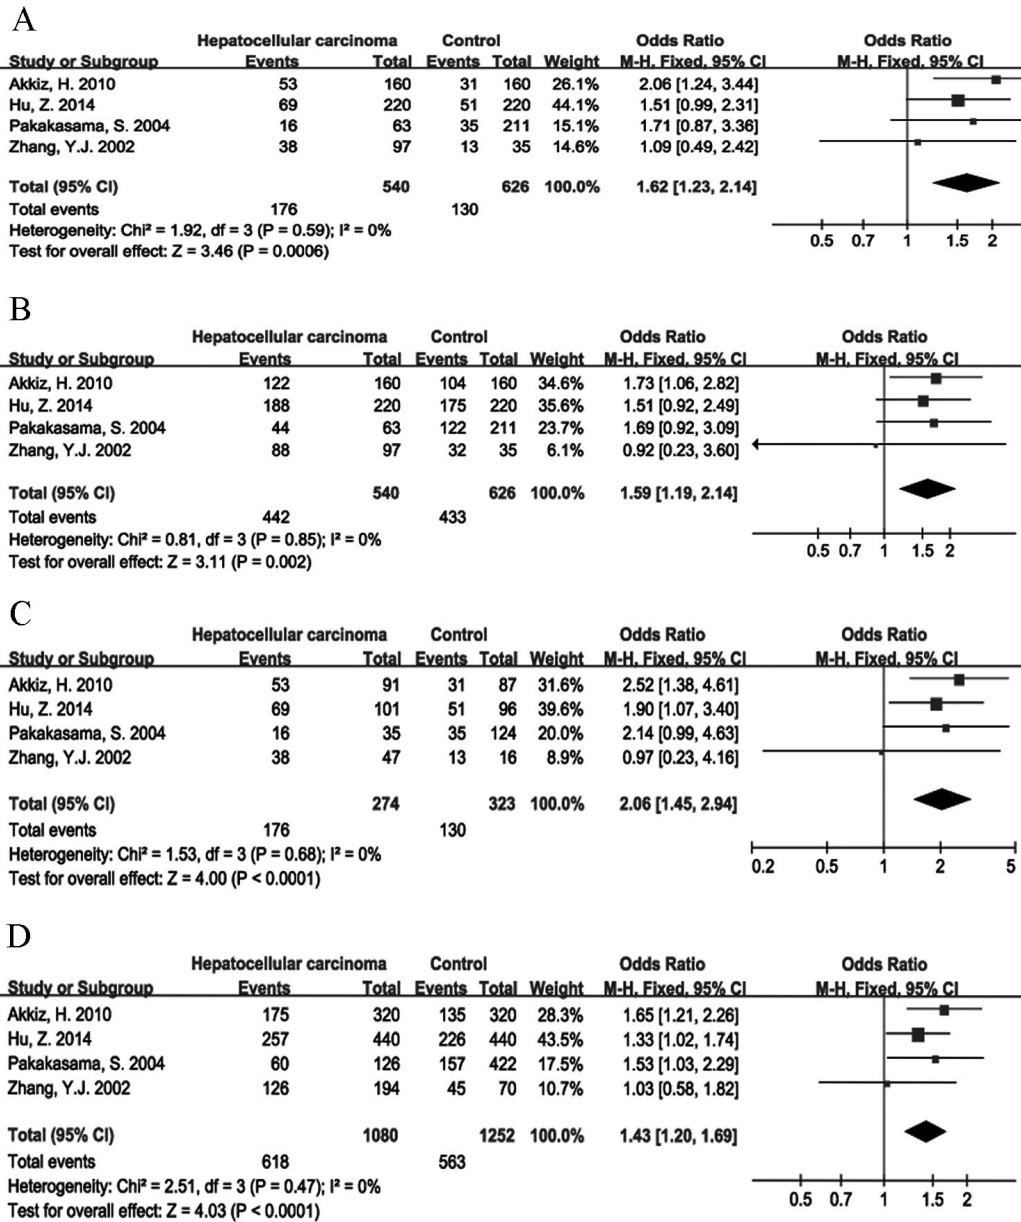 A
Hepatocellular carcinoma Control Odds Ratio Odds Ratio
Study or Subgroup Events Total Events Total Weight M-H, Fixed, 95% CI M-H, Fixed, 95% CI
Akkiz, H. 2010 53 160 31 160 26.1% 2.06 [1.24, 3.44]
Hu, Z. 2014 69 220 51 220 44.1% 1.51 [0.99, 2.31]
Pakakasama, S. 2004 16 63 35 211 15.1% 1.71 [0.87, 3.36]
Zhang, Y.J. 2002 38 97 13 35 14.6% 1.09 [0.49, 2.42]
Total (95% CI) 540 626 100.0% 1.62 [1.23, 2.14]
Total events 176 130
Heterogeneity: Chi² = 1.92, df = 3 (P = 0.59); I² = 0%
Test for overall effect: Z = 3.46 (P = 0.0006)
0.5 0.7 1 1.5 2
B
Hepatocellular carcinoma Control Odds Ratio Odds Ratio
Study or Subgroup Events Total Events Total Weight M-H, Fixed, 95% CI M-H, Fixed, 95% CI
Akkiz, H. 2010 122 160 104 160 34.6% 1.73 [1.06, 2.82]
Hu, Z. 2014 188 220 175 220 35.6% 1.51 [0.92, 2.49]
Pakakasama, S. 2004 44 63 122 211 23.7% 1.69 [0.92, 3.09]
Zhang, Y.J. 2002 88 97 32 35 6.1% 0.92 [0.23, 3.60]
Total (95% CI) 540 626 100.0% 1.59 [1.19, 2.14]
Total events 442 433
Heterogeneity: Chi² = 0.81, df = 3 (P = 0.85); I² = 0%
Test for overall effect: Z = 3.11 (P = 0.002)
0.5 0.7 1 1.5 2
C
Hepatocellular carcinoma Control Odds Ratio Odds Ratio
Study or Subgroup Events Total Events Total Weight M-H, Fixed, 95% CI M-H, Fixed, 95% CI
Akkiz, H. 2010 53 91 31 87 31.6% 2.52 [1.38, 4.61]
Hu, Z. 2014 69 101 51 96 39.6% 1.90 [1.07, 3.40]
Pakakasama, S. 2004 16 35 35 124 20.0% 2.14 [0.99, 4.63]
Zhang, Y.J. 2002 38 47 13 16 8.9% 0.97 [0.23, 4.16]
Total (95% CI) 274 323 100.0% 2.06 [1.45, 2.94]
Total events 176 130
Heterogeneity: Chi² = 1.53, df = 3 (P = 0.68); I² = 0%
Test for overall effect: Z = 4.00 (P < 0.0001)
0.2 0.5 1 2 5
D
Hepatocellular carcinoma Control Odds Ratio Odds Ratio
Study or Subgroup Events Total Events Total Weight M-H, Fixed, 95% CI M-H, Fixed, 95% CI
Akkiz, H. 2010 175 320 135 320 28.3% 1.65 [1.21, 2.26]
Hu, Z. 2014 257 440 226 440 43.5% 1.33 [1.02, 1.74]
Pakakasama, S. 2004 60 126 157 422 17.5% 1.53 [1.03, 2.29]
Zhang, Y.J. 2002 126 194 45 70 10.7% 1.03 [0.58, 1.82]
Total (95% CI) 1080 1252 100.0% 1.43 [1.20, 1.69]
Total events 618 563
Heterogeneity: Chi² = 2.51, df = 3 (P = 0.47); I² = 0%
Test for overall effect: Z = 4.03 (P < 0.0001)
0.5 0.7 1 1.5 2